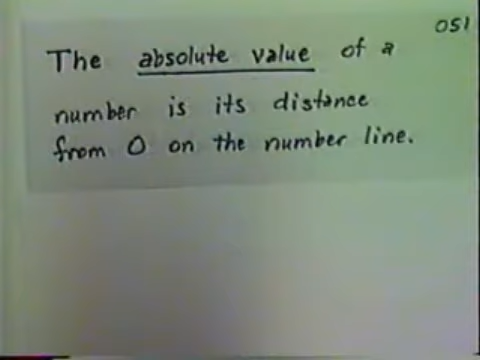 051
The absolute value of a
number is its distance
from 0 on the number line.